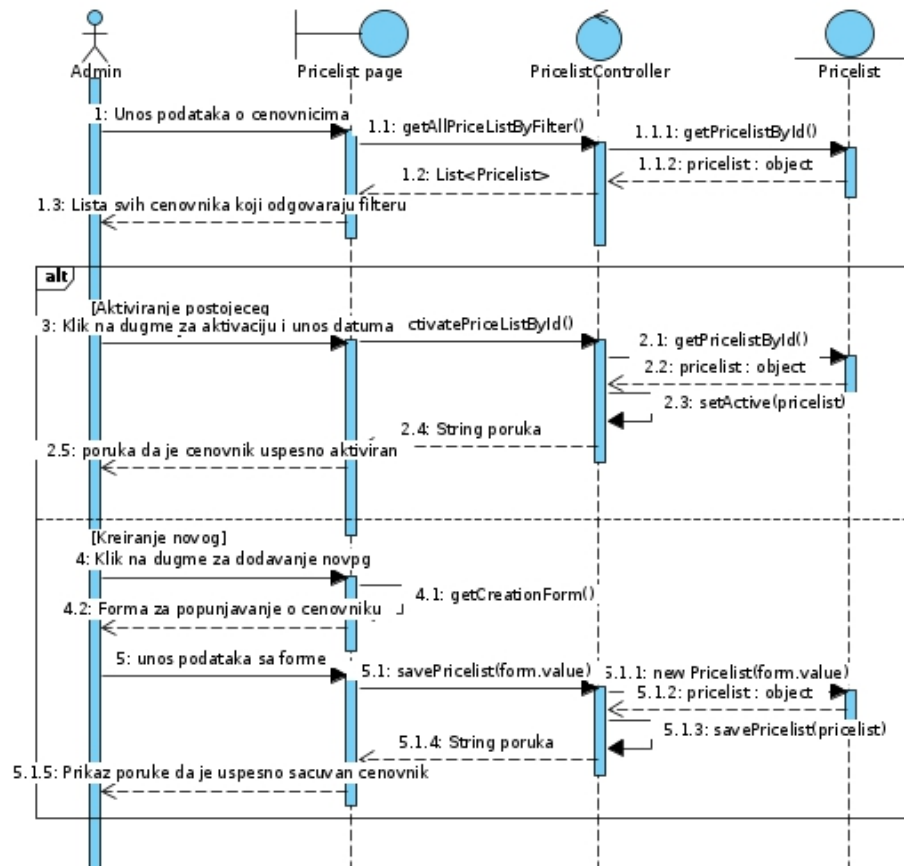 Admin
Pricelist page
PricelistController
Pricelist
1: Unos podataka o cenovnicima
1.1: getAllPriceListByFilter()
1.1.1: getPricelistById()
1.1.2: pricelist : object
1.2: List<Pricelist>
1.3: Lista svih cenovnika koji odgovaraju filteru
alt
[Aktiviranje postojeceg
3: Klik na dugme za aktivaciju i unos datuma
ctivatePriceListById()
2.1: getPricelistById()
2.2: pricelist : object
2.3: setActive(pricelist)
2.4: String poruka
2.5: poruka da je cenovnik uspesno aktiviran
[Kreiranje novog]
4: Klik na dugme za dodavanje novpg
4.1: getCreationForm()
4.2: Forma za popunjavanje o cenovniku
5: unos podataka sa forme
5.1: savePricelist(form.value)
5.1.1: new Pricelist(form.value)
5.1.2: pricelist : object
5.1.3: savePricelist(pricelist)
5.1.4: String poruka
5.1.5: Prikaz poruke da je uspesno sacuvan cenovnik